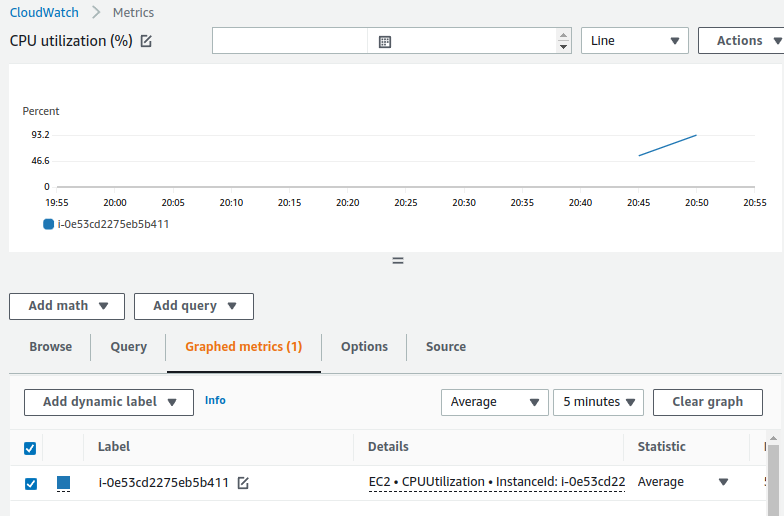 CloudWatch > Metrics
CPU utilization (%)
Line
Actions
Percent
93.2
46.6
0
19:55 20:00 20:05 20:10 20:15 20:20 20:25 20:30 20:35 20:40 20:45 20:50 20:55
i-0e53cd2275eb5b411
Add math
Add query
Browse Query Graphed metrics (1) Options Source
Add dynamic label Info Average 5 minutes Clear graph
Label Details Statistic
i-0e53cd2275eb5b411 EC2 • CPUUtilization • InstanceId: i-0e53cd22 Average